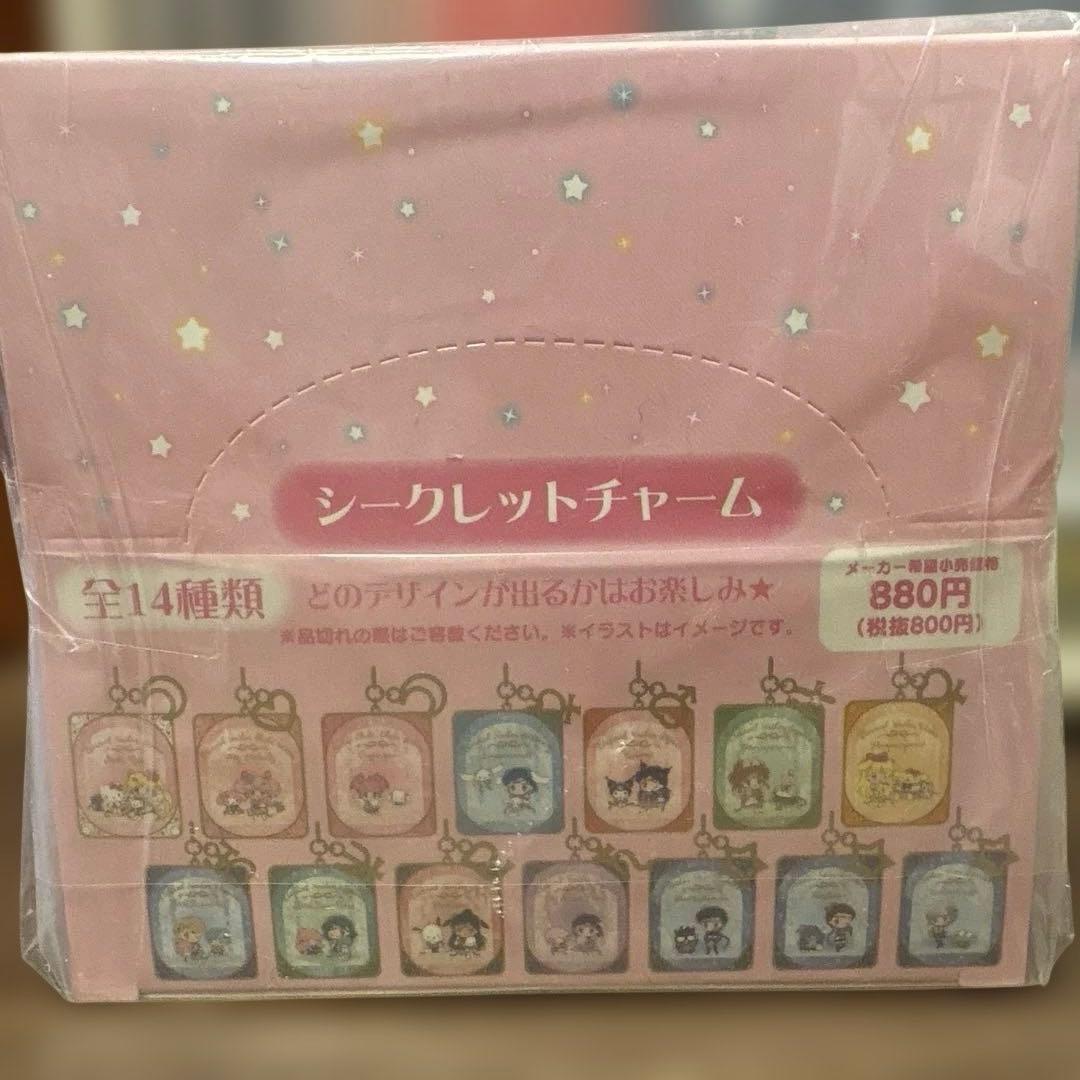 シークレットチャーム
全14種類
どのデザインが出るかはお楽しみ★
※品切れの際はご容赦ください。※イラストはイメージです。
メーカー希望小売価格
880円
(税抜800円)